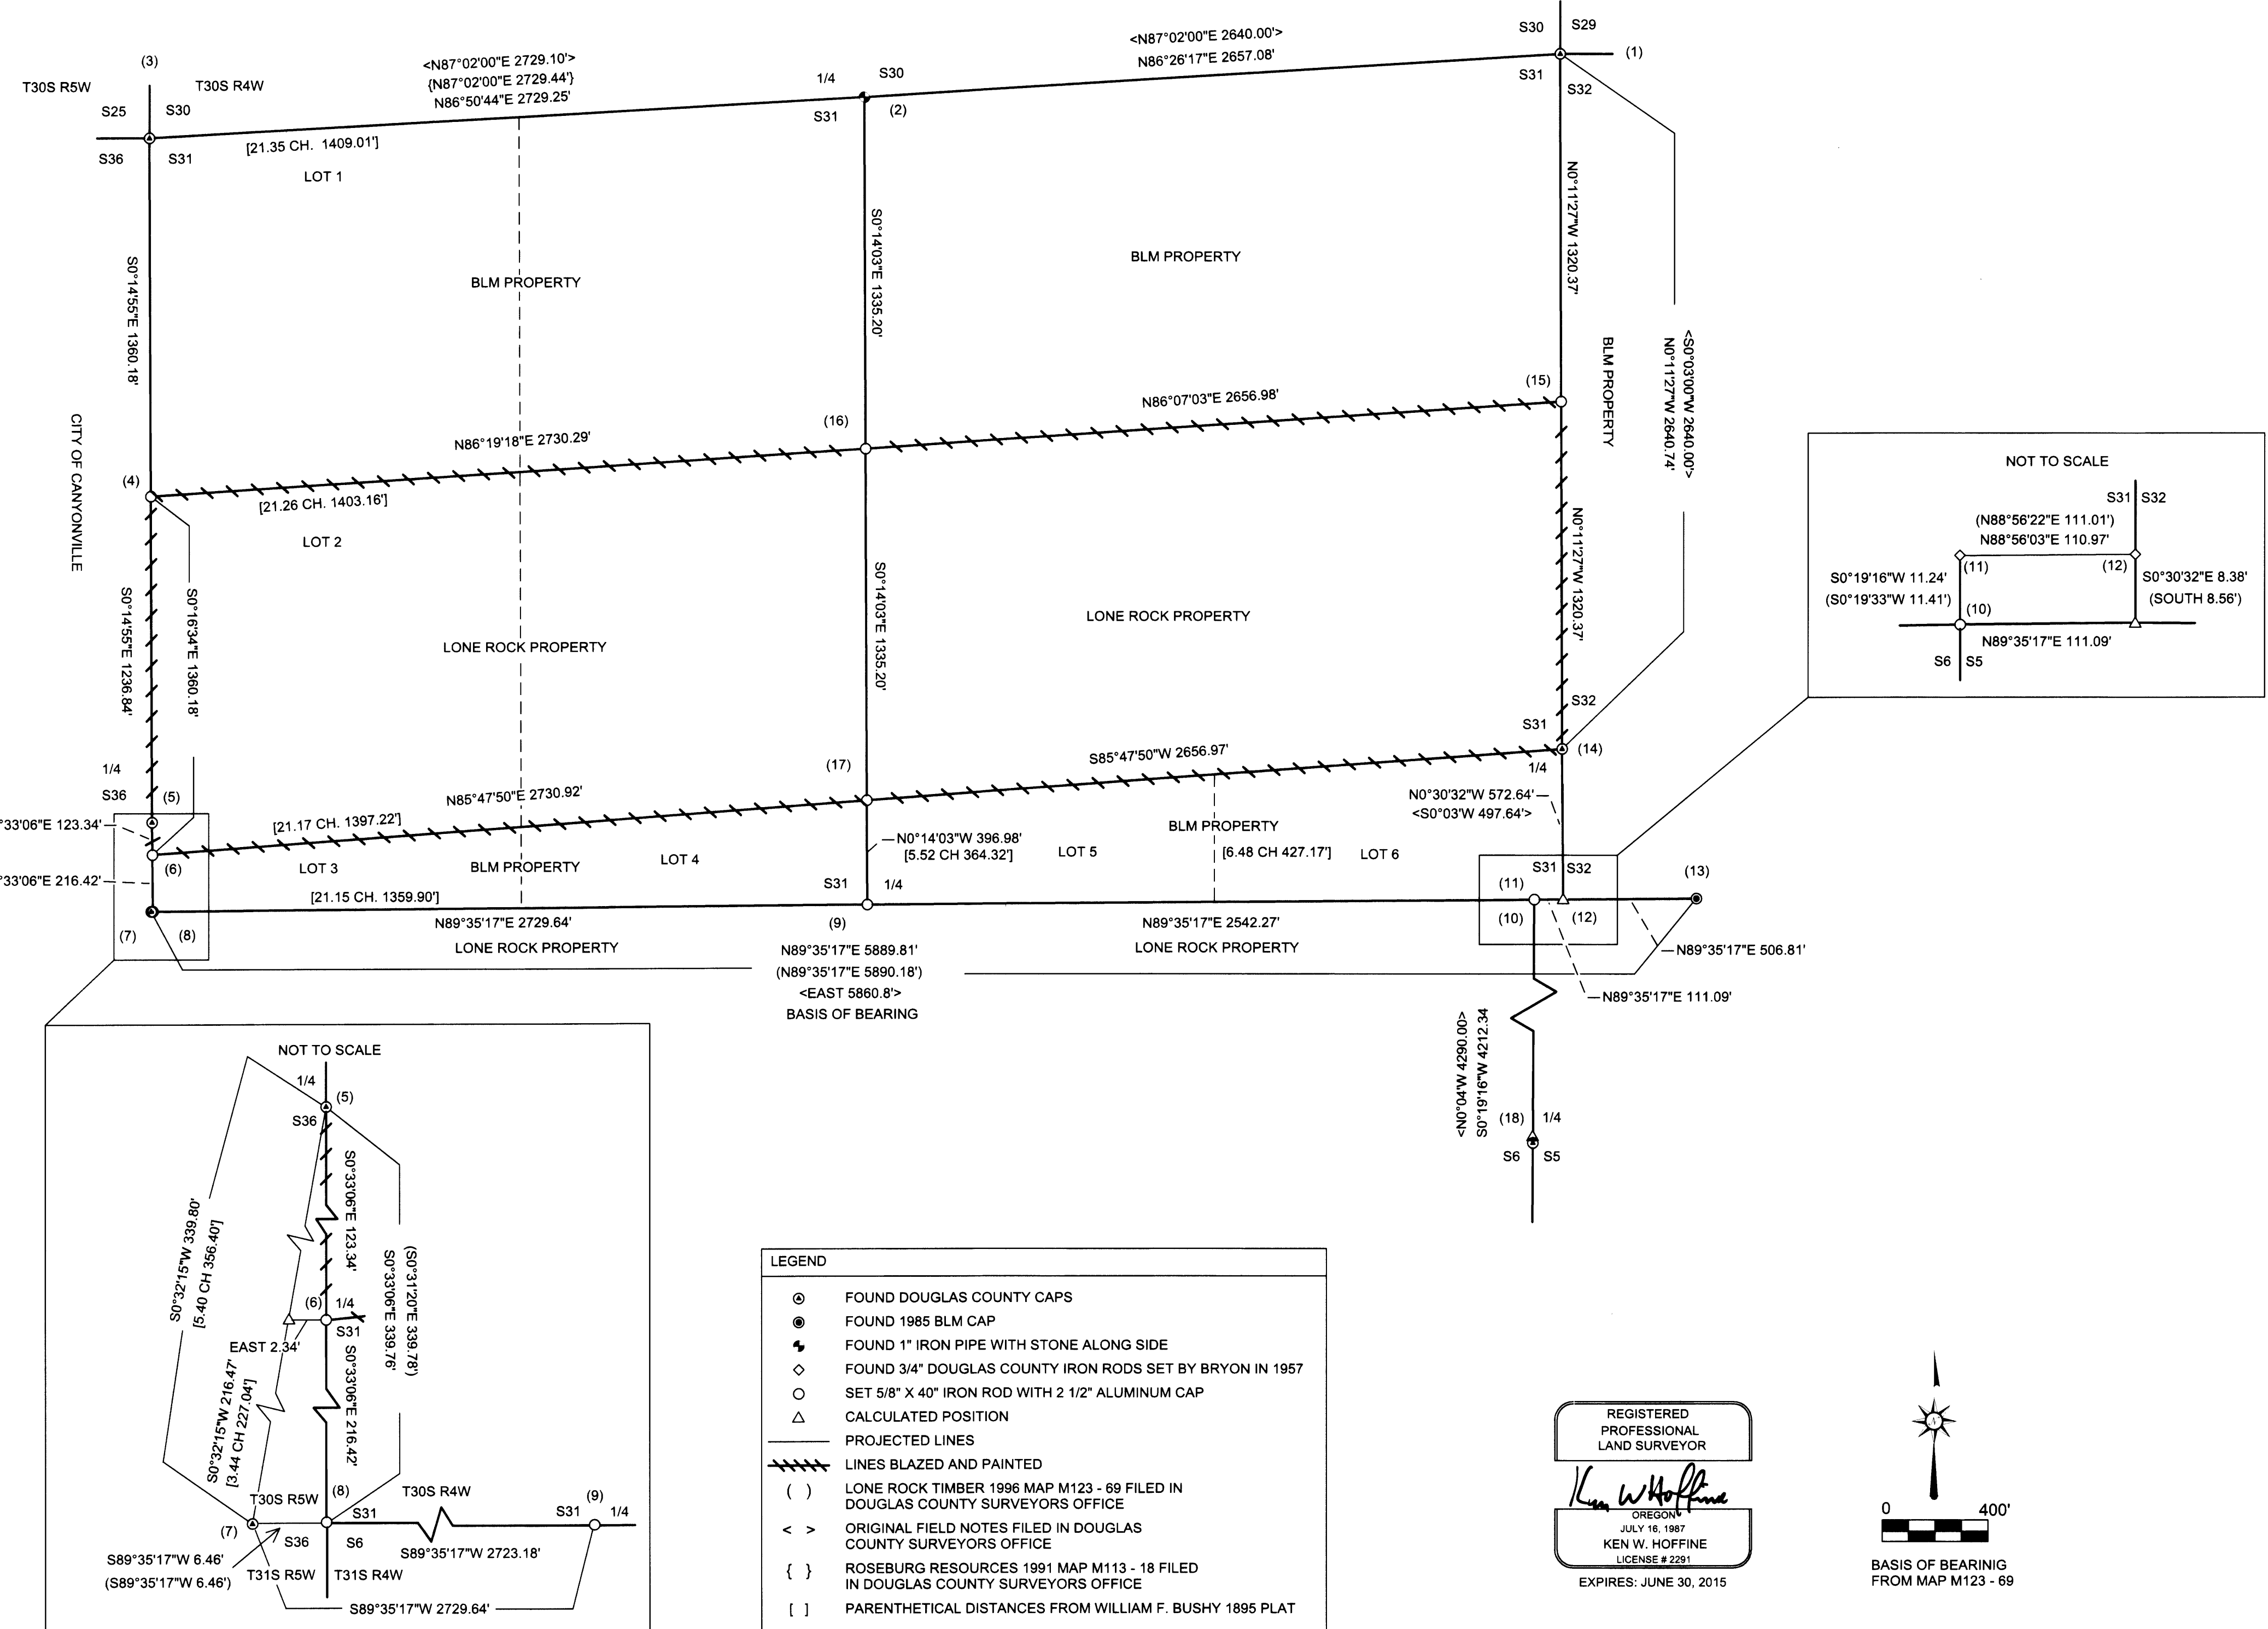 <N87°02'00"E 2640.00'>
N86°26'17"E 2657.08'
S30
S29
(1)
S31
S32
(3)
T30S R5W
T30S R4W
<N87°02'00"E 2729.10'>
{N87°02'00"E 2729.44'}
N86°50'44"E 2729.25'
1/4
S30
S31
(2)
S25
S30
S36
S31
[21.35 CH. 1409.01']
LOT 1
S0°14'55"E 1360.18'
BLM PROPERTY
S0°14'03"E 1335.20'
BLM PROPERTY
N0°11'27"W 1320.37'
BLM PROPERTY
<S0°03'00"W 2640.00'>
N0°11'27"W 2640.74'
(15)
(16)
N86°07'03"E 2656.98'
N86°19'18"E 2730.29'
CITY OF CANYONVILLE
(4)
[21.26 CH. 1403.16']
LOT 2
S0°14'55"E 1236.84'
S0°16'34"E 1360.18'
LONE ROCK PROPERTY
S0°14'03"E 1335.20'
LONE ROCK PROPERTY
N0°11'27"W 1320.37'
S32
S31
(14)
1/4
NOT TO SCALE
S31
S32
(N88°56'22"E 111.01')
N88°56'03"E 110.97'
(11)
(12)
S0°19'16"W 11.24'
(S0°19'33"W 11.41')
S0°30'32"E 8.38'
(SOUTH 8.56')
(10)
N89°35'17"E 111.09'
S6
S5
(17)
S85°47'50"W 2656.97'
1/4
S36
(5)
N85°47'50"E 2730.92'
[21.17 CH. 1397.22']
°33'06"E 123.34'
(6)
°33'06"E 216.42'
LOT 3
BLM PROPERTY
LOT 4
N0°14'03"W 396.98'
[5.52 CH 364.32']
LOT 5
BLM PROPERTY
[6.48 CH 427.17']
LOT 6
N0°30'32"W 572.64'
<S0°03'W 497.64'>
S31
S32
(13)
(11)
(10)
(12)
S31
1/4
[21.15 CH. 1359.90']
(7)
(8)
N89°35'17"E 2729.64'
(9)
N89°35'17"E 2542.27'
LONE ROCK PROPERTY
LONE ROCK PROPERTY
N89°35'17"E 5889.81'
(N89°35'17"E 5890.18')
<EAST 5860.8'>
BASIS OF BEARING
N89°35'17"E 506.81'
N89°35'17"E 111.09'
<N0°04'W 4290.00>
S0°19'16"W 4212.34
(18)
1/4
S6
S5
NOT TO SCALE
1/4
(5)
S36
S0°33'06"E 123.34'
(S0°31'20"E 339.78')
S0°33'06"E 339.76'
S0°32'15"W 339.80'
[5.40 CH 356.40']
(6)
1/4
S31
EAST 2.34'
S0°32'15"W 216.47'
[3.44 CH 227.04']
S0°33'06"E 216.42'
T30S R5W
(8)
T30S R4W
S31
S31
(9)
1/4
(7)
S36
S6
S89°35'17"W 2723.18'
S89°35'17"W 6.46'
(S89°35'17"W 6.46')
T31S R5W
T31S R4W
S89°35'17"W 2729.64'
LEGEND
FOUND DOUGLAS COUNTY CAPS
FOUND 1985 BLM CAP
FOUND 1" IRON PIPE WITH STONE ALONG SIDE
FOUND 3/4" DOUGLAS COUNTY IRON RODS SET BY BRYON IN 1957
SET 5/8" X 40" IRON ROD WITH 2 1/2" ALUMINUM CAP
CALCULATED POSITION
PROJECTED LINES
LINES BLAZED AND PAINTED
( ) LONE ROCK TIMBER 1996 MAP M123 - 69 FILED IN
DOUGLAS COUNTY SURVEYORS OFFICE
< > ORIGINAL FIELD NOTES FILED IN DOUGLAS
COUNTY SURVEYORS OFFICE
{ } ROSEBURG RESOURCES 1991 MAP M113 - 18 FILED
IN DOUGLAS COUNTY SURVEYORS OFFICE
[ ] PARENTHETICAL DISTANCES FROM WILLIAM F. BUSHY 1895 PLAT
REGISTERED
PROFESSIONAL
LAND SURVEYOR
Ken W Hoffine
OREGON
JULY 16, 1987
KEN W. HOFFINE
LICENSE # 2291
EXPIRES: JUNE 30, 2015
N
0 400'
BASIS OF BEARINIG
FROM MAP M123 - 69